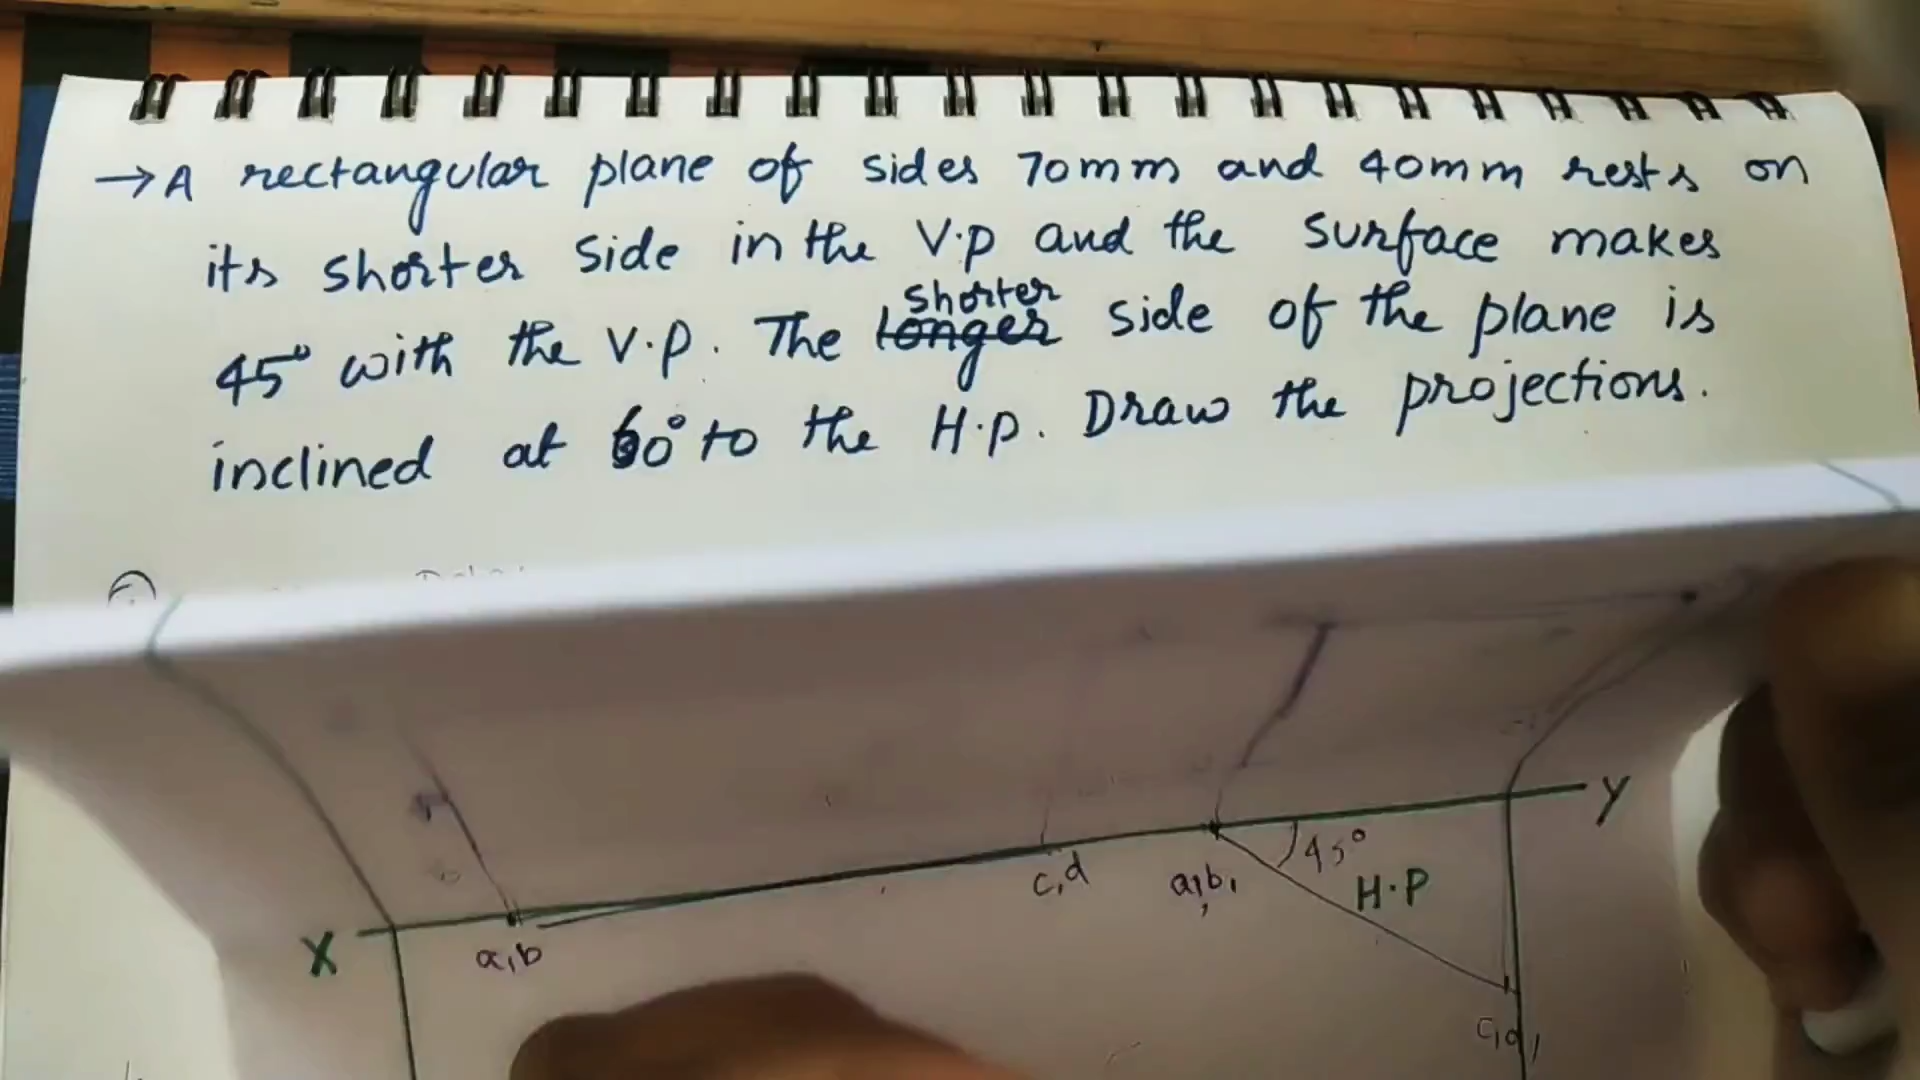 → A rectangular plane of sides 70mm and 40mm rests on
its shorter side in the V.P and the surface makes
shorter
45° with the V.P. The longer side of the plane is
inclined at 60° to the H.P. Draw the projections.
Y
45°
c,d
a,b,
H.P
X
a,b